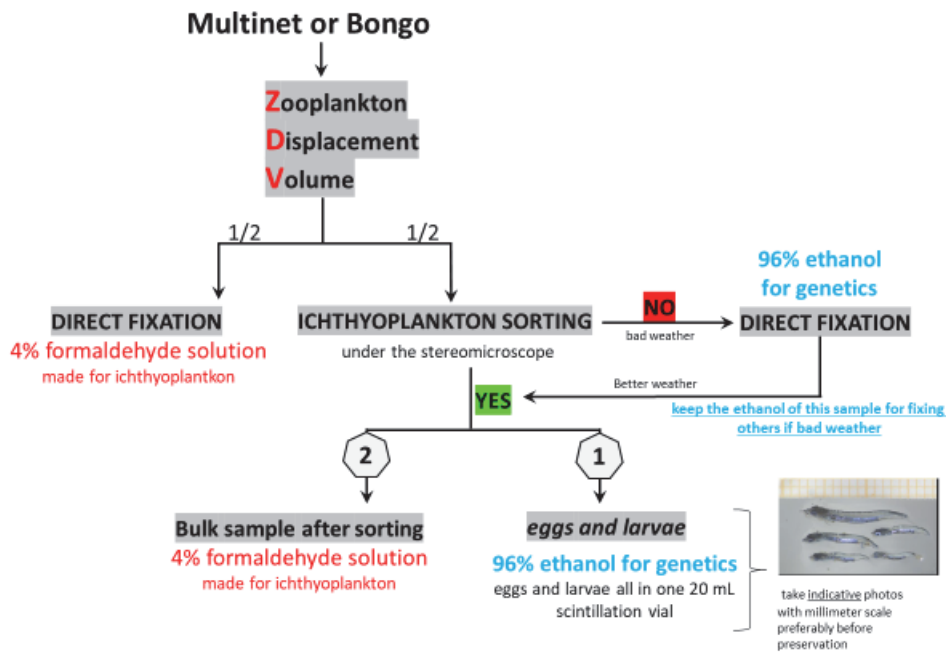 Multinet or Bongo
Zooplankton
Displacement
Volume
1/2
1/2
DIRECT FIXATION
4% formaldehyde solution
made for ichthyoplantkon
ICHTHYOPLANKTON SORTING
under the stereomicroscope
NO
bad weather
96% ethanol
for genetics
DIRECT FIXATION
Better weather
keep the ethanol of this sample for fixing
others if bad weather
YES
2
1
Bulk sample after sorting
4% formaldehyde solution
made for ichthyoplankton
eggs and larvae
96% ethanol for genetics
eggs and larvae all in one 20 mL
scintillation vial
take indicative photos
with millimeter scale
preferably before
preservation